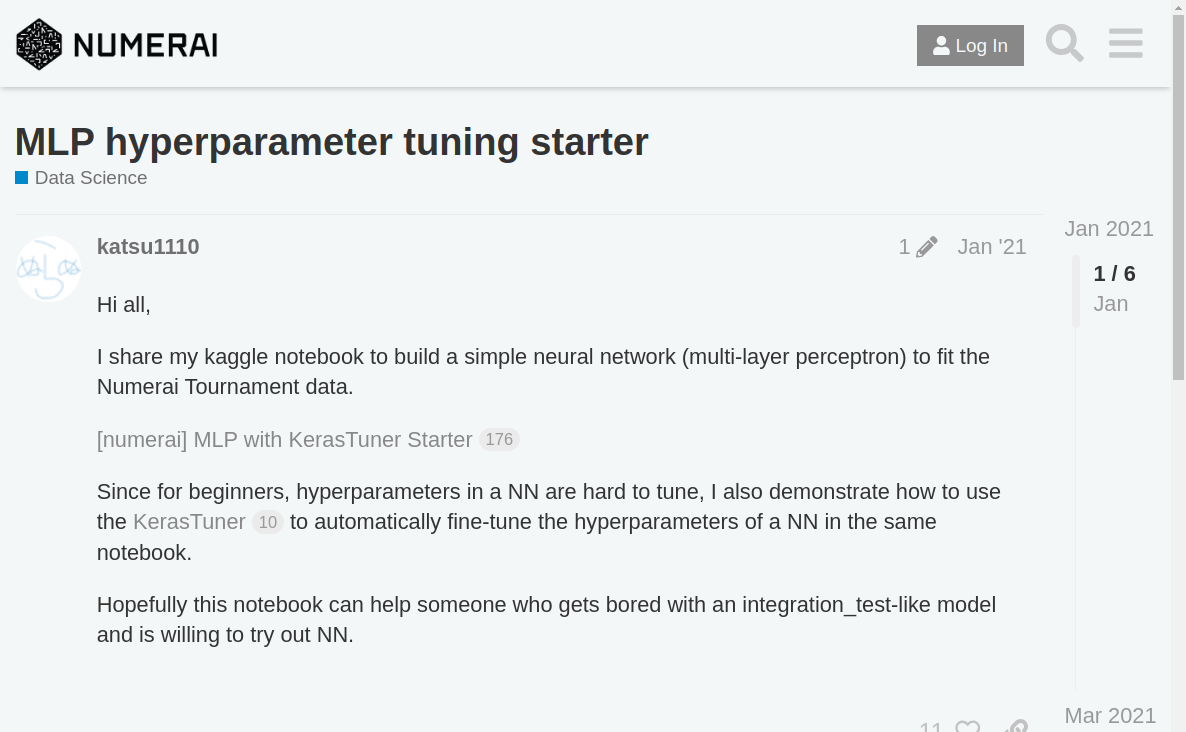 NUMERAI
Log In
MLP hyperparameter tuning starter
Data Science
Jan 2021
katsu1110
1
Jan '21
1 / 6
Jan
Hi all,
I share my kaggle notebook to build a simple neural network (multi-layer perceptron) to fit the
Numerai Tournament data.
[numerai] MLP with KerasTuner Starter 176
Since for beginners, hyperparameters in a NN are hard to tune, I also demonstrate how to use
the KerasTuner 10 to automatically fine-tune the hyperparameters of a NN in the same
notebook.
Hopefully this notebook can help someone who gets bored with an integration_test-like model
and is willing to try out NN.
Mar 2021
11